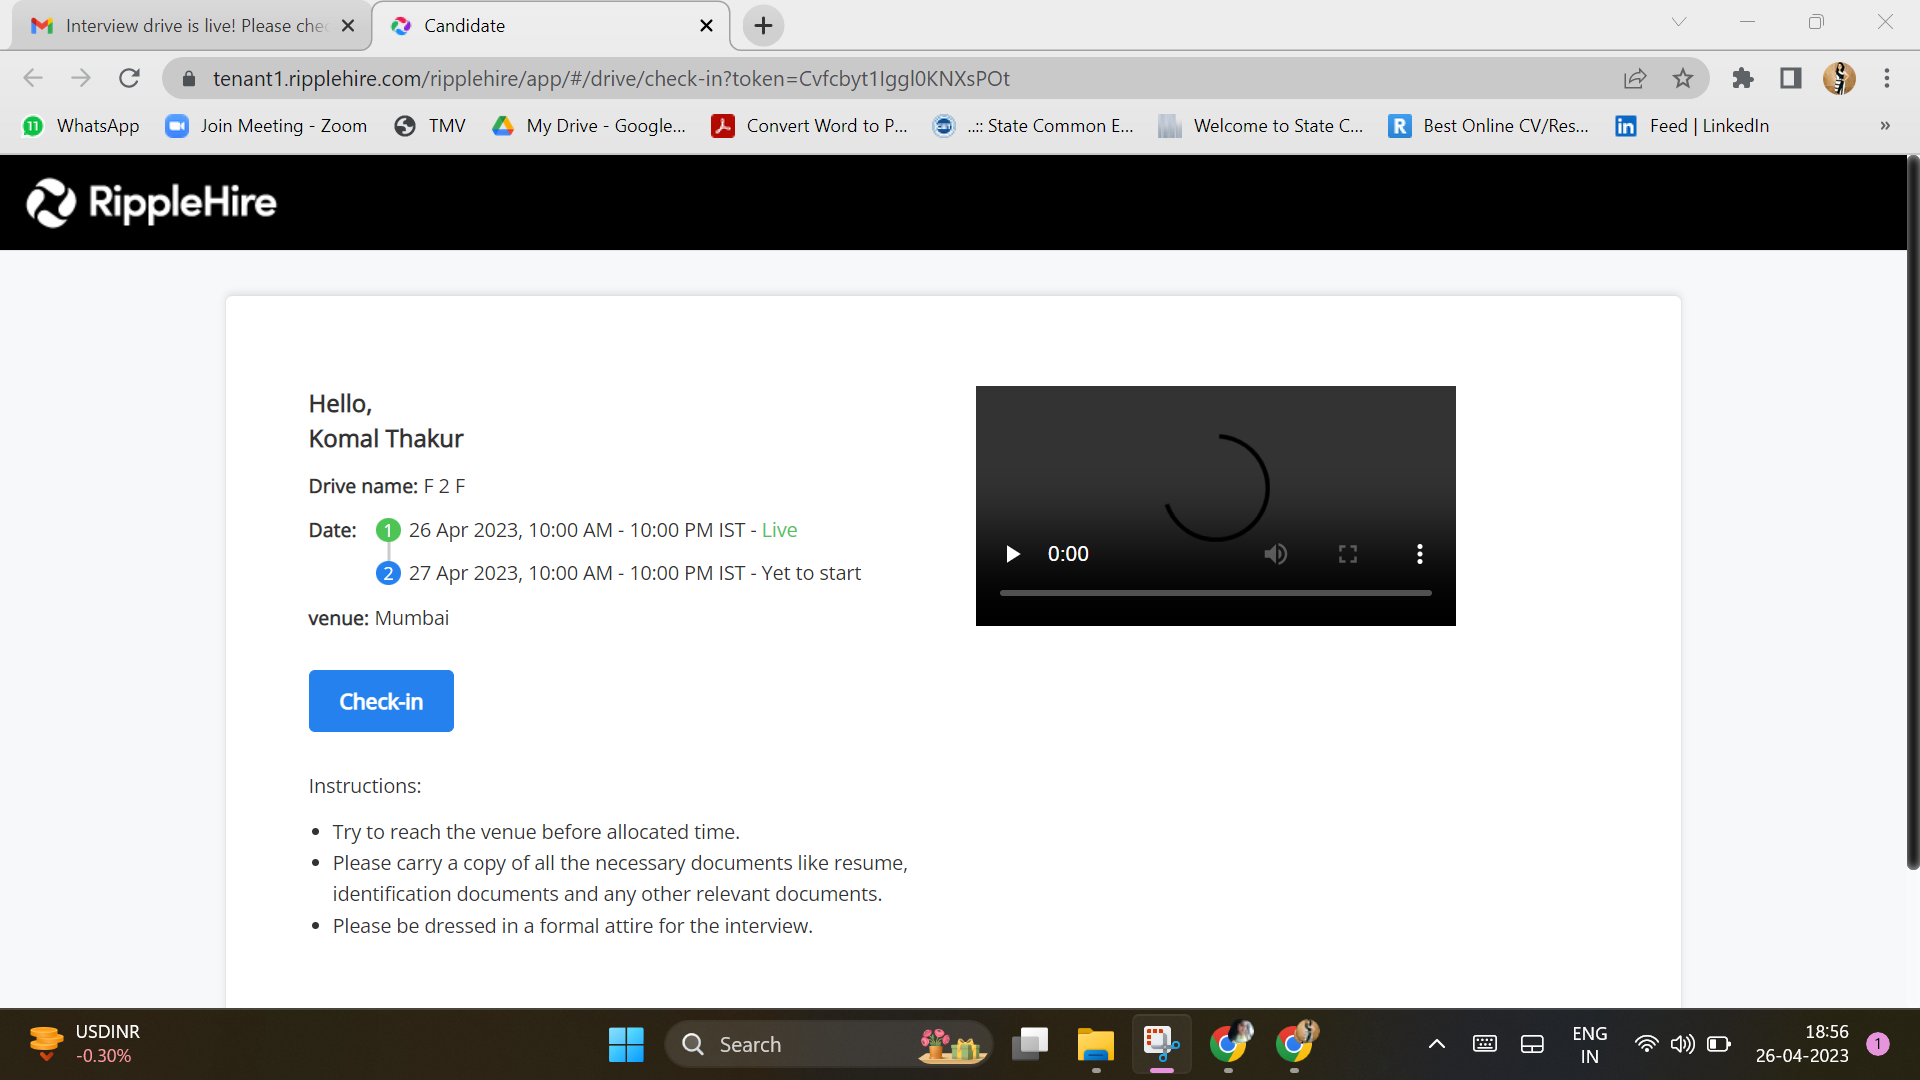 Interview drive is live! Please che
Candidate
tenant1.ripplehire.com/ripplehire/app/#/drive/check-in?token=Cvfcbyt1Iggl0KNXsPOt
11 WhatsApp
Join Meeting - Zoom
TMV
My Drive - Google...
Convert Word to P...
..:: State Common E...
Welcome to State C...
R Best Online CV/Res...
in Feed | LinkedIn
»
RippleHire
Hello,
Komal Thakur
Drive name: F 2 F
Date: 1 26 Apr 2023, 10:00 AM - 10:00 PM IST - Live
2 27 Apr 2023, 10:00 AM - 10:00 PM IST - Yet to start
venue: Mumbai
0:00
Check-in
Instructions:
• Try to reach the venue before allocated time.
• Please carry a copy of all the necessary documents like resume,
identification documents and any other relevant documents.
• Please be dressed in a formal attire for the interview.
USDINR
-0.30%
Search
ENG
IN
18:56
26-04-2023
1